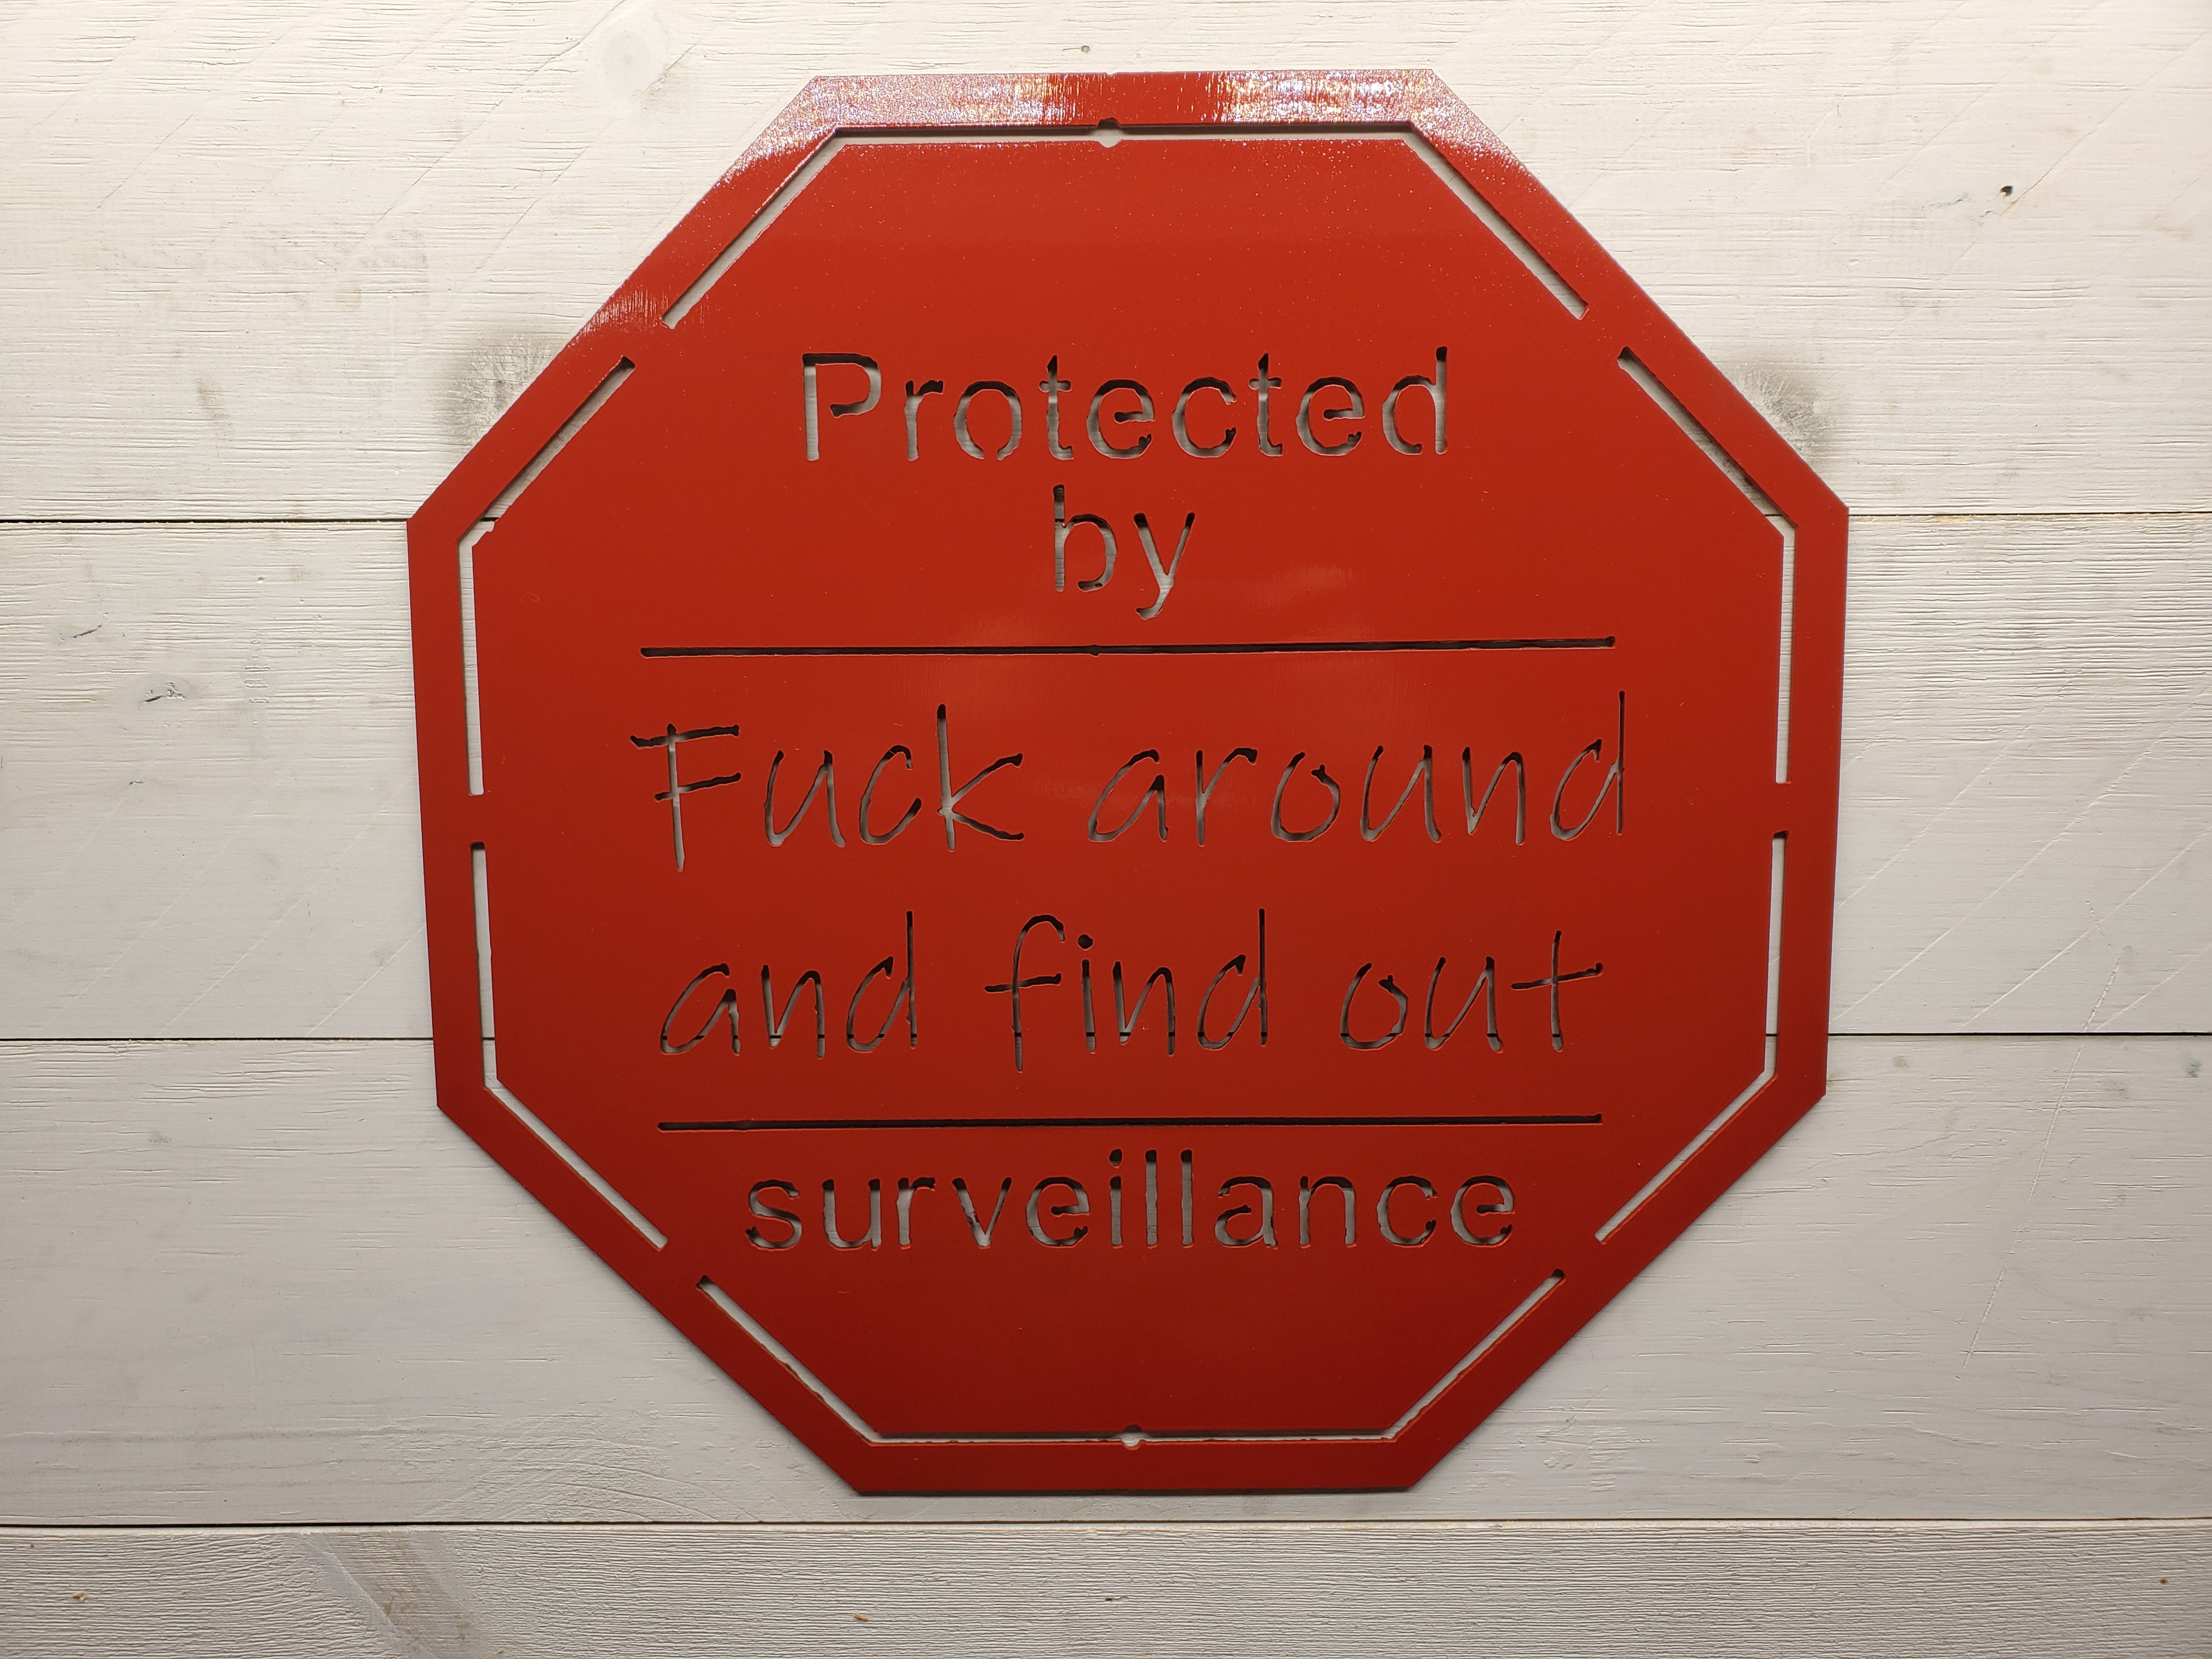 Protected
by
Fuck around
and find out
surveillance